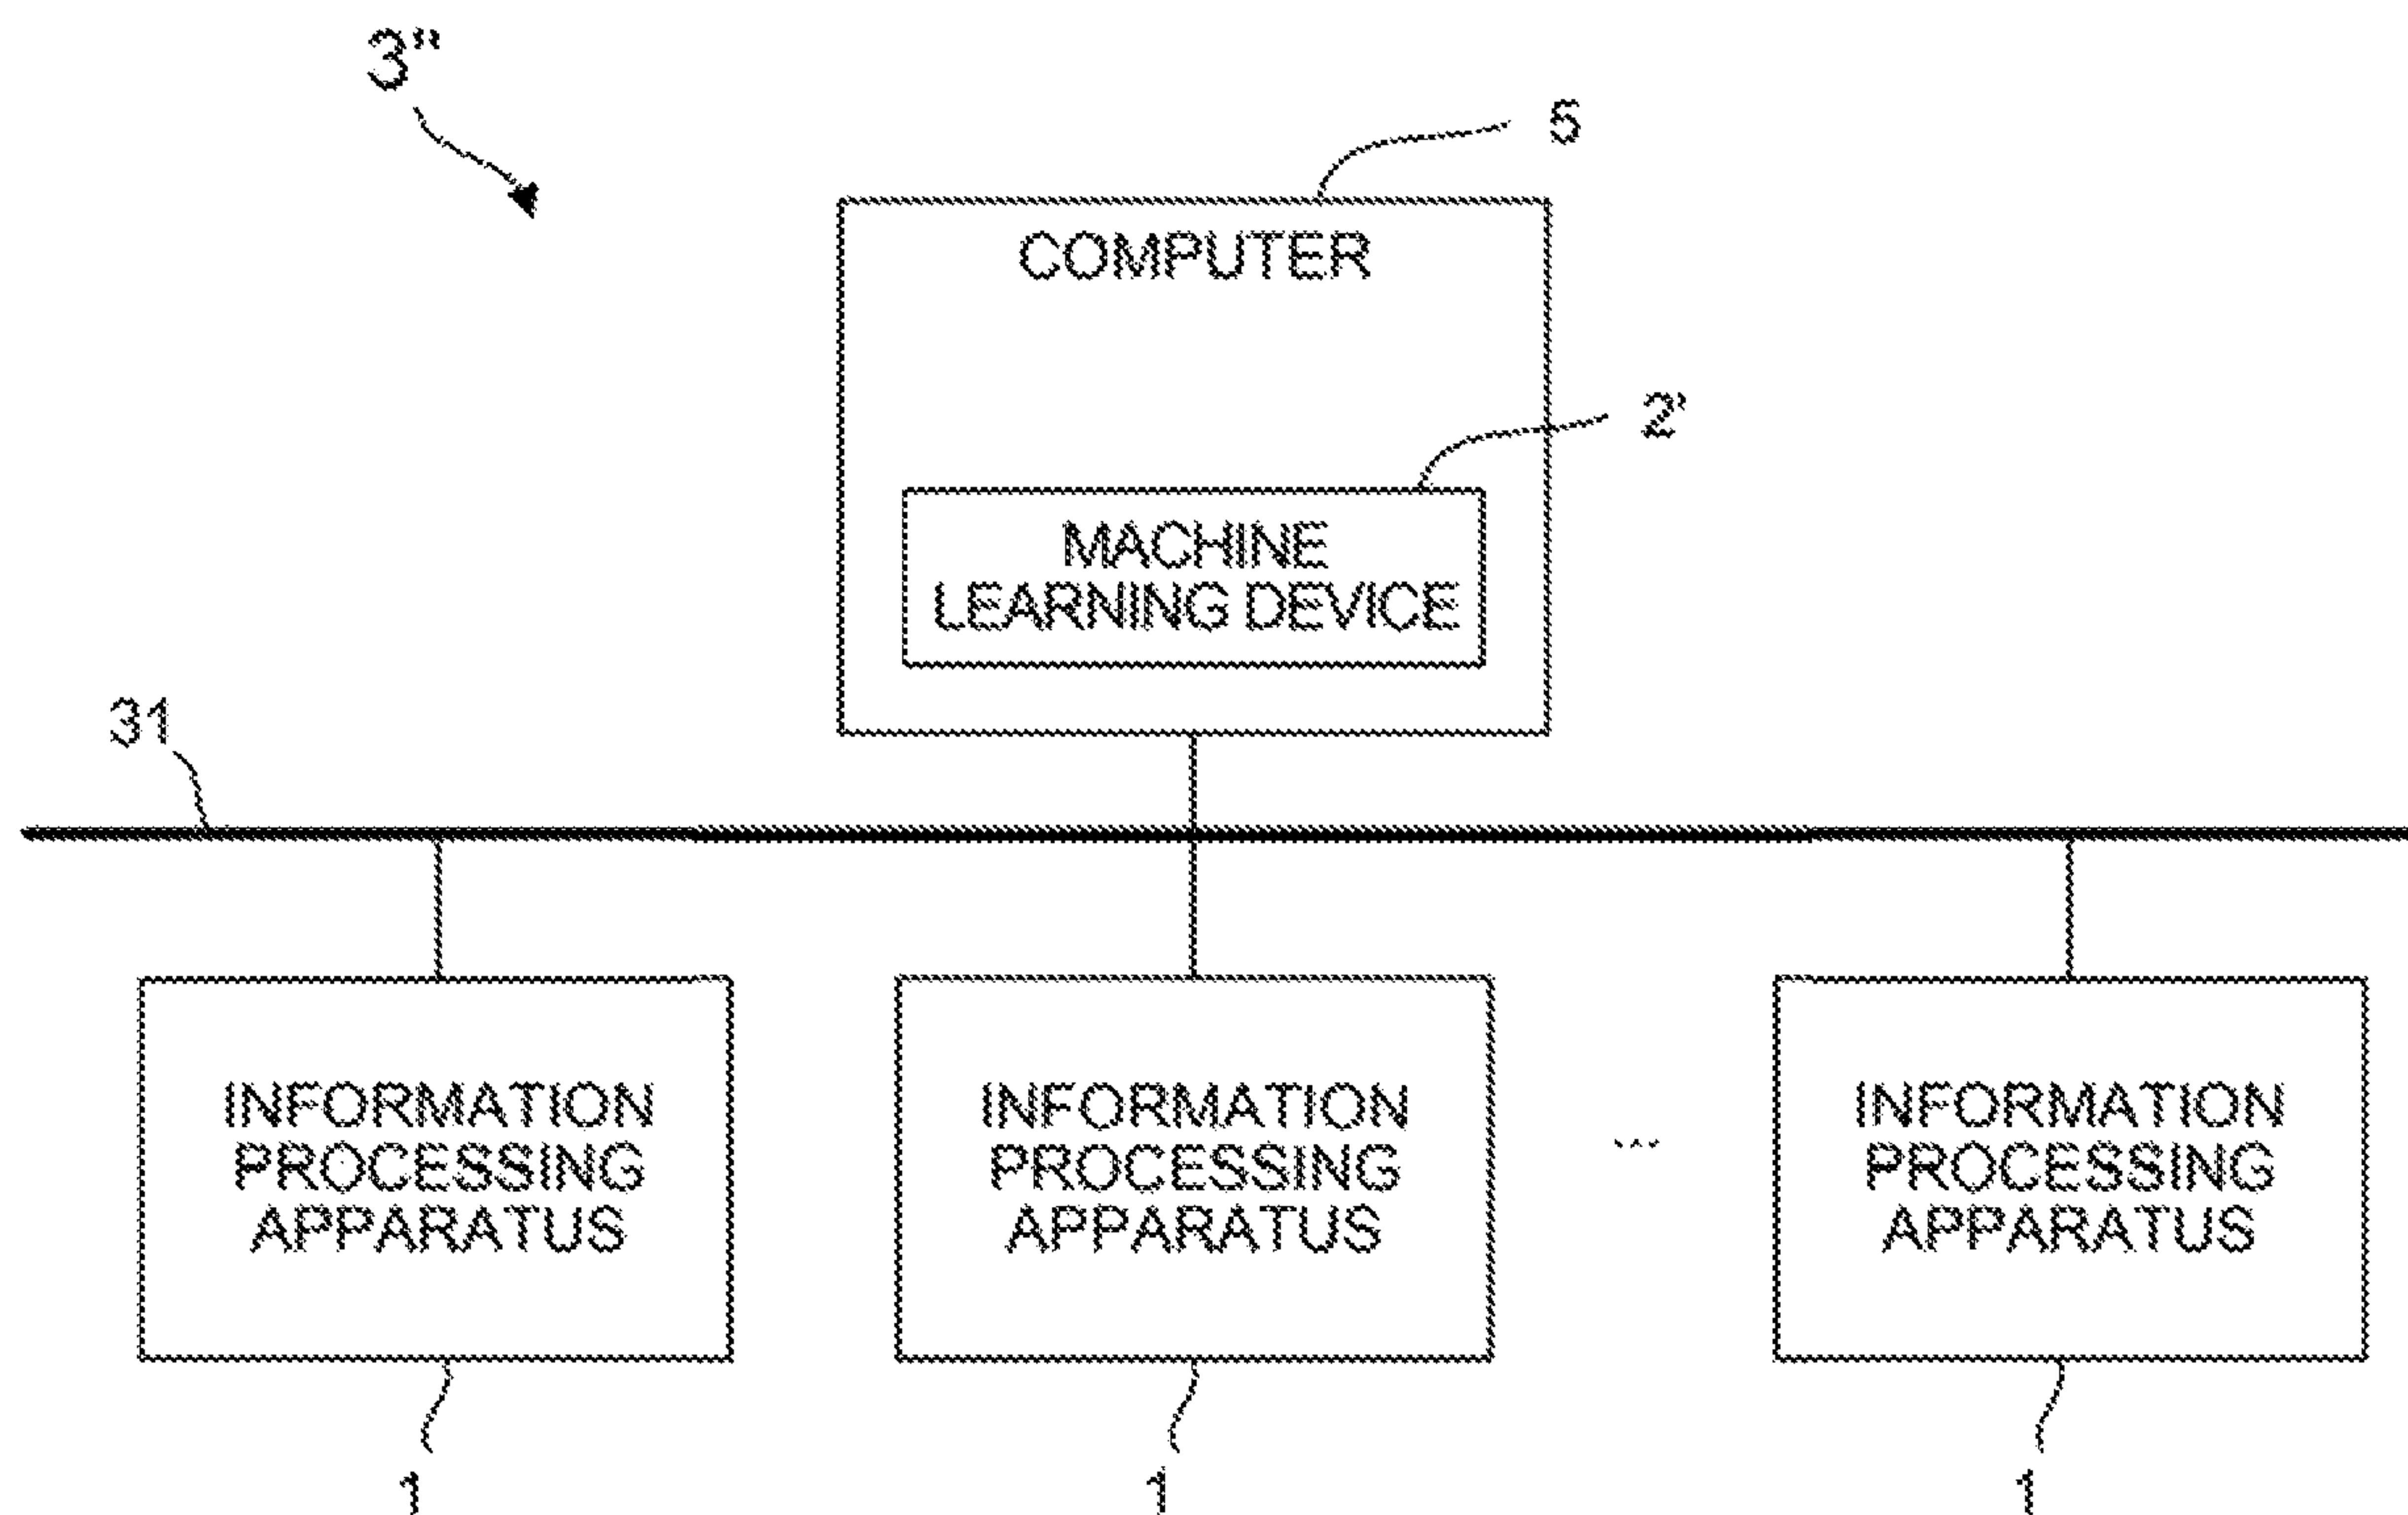 3"
5
COMPUTER
2'
MACHINE
LEARNING DEVICE
31
INFORMATION
PROCESSING
APPARATUS
INFORMATION
PROCESSING
APPARATUS
...
INFORMATION
PROCESSING
APPARATUS
1
1
1